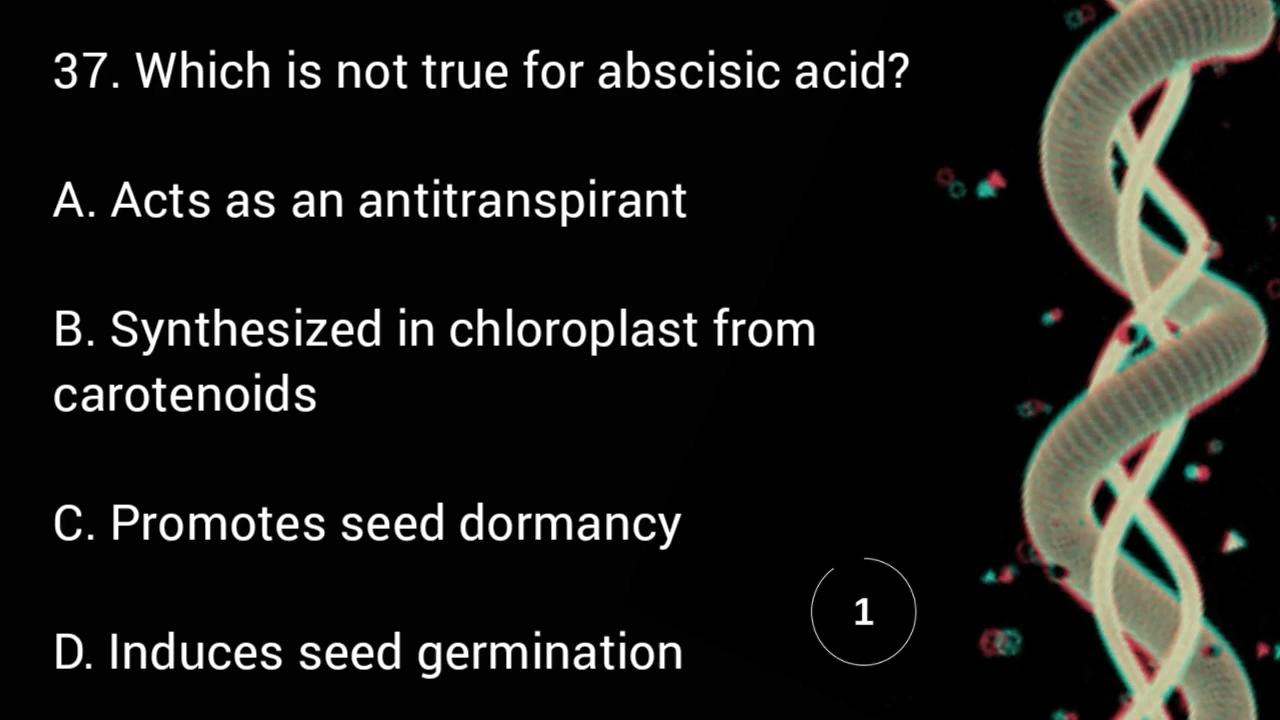 37. Which is not true for abscisic acid?
A. Acts as an antitranspirant
B. Synthesized in chloroplast from
carotenoids
C. Promotes seed dormancy
1
D. Induces seed germination